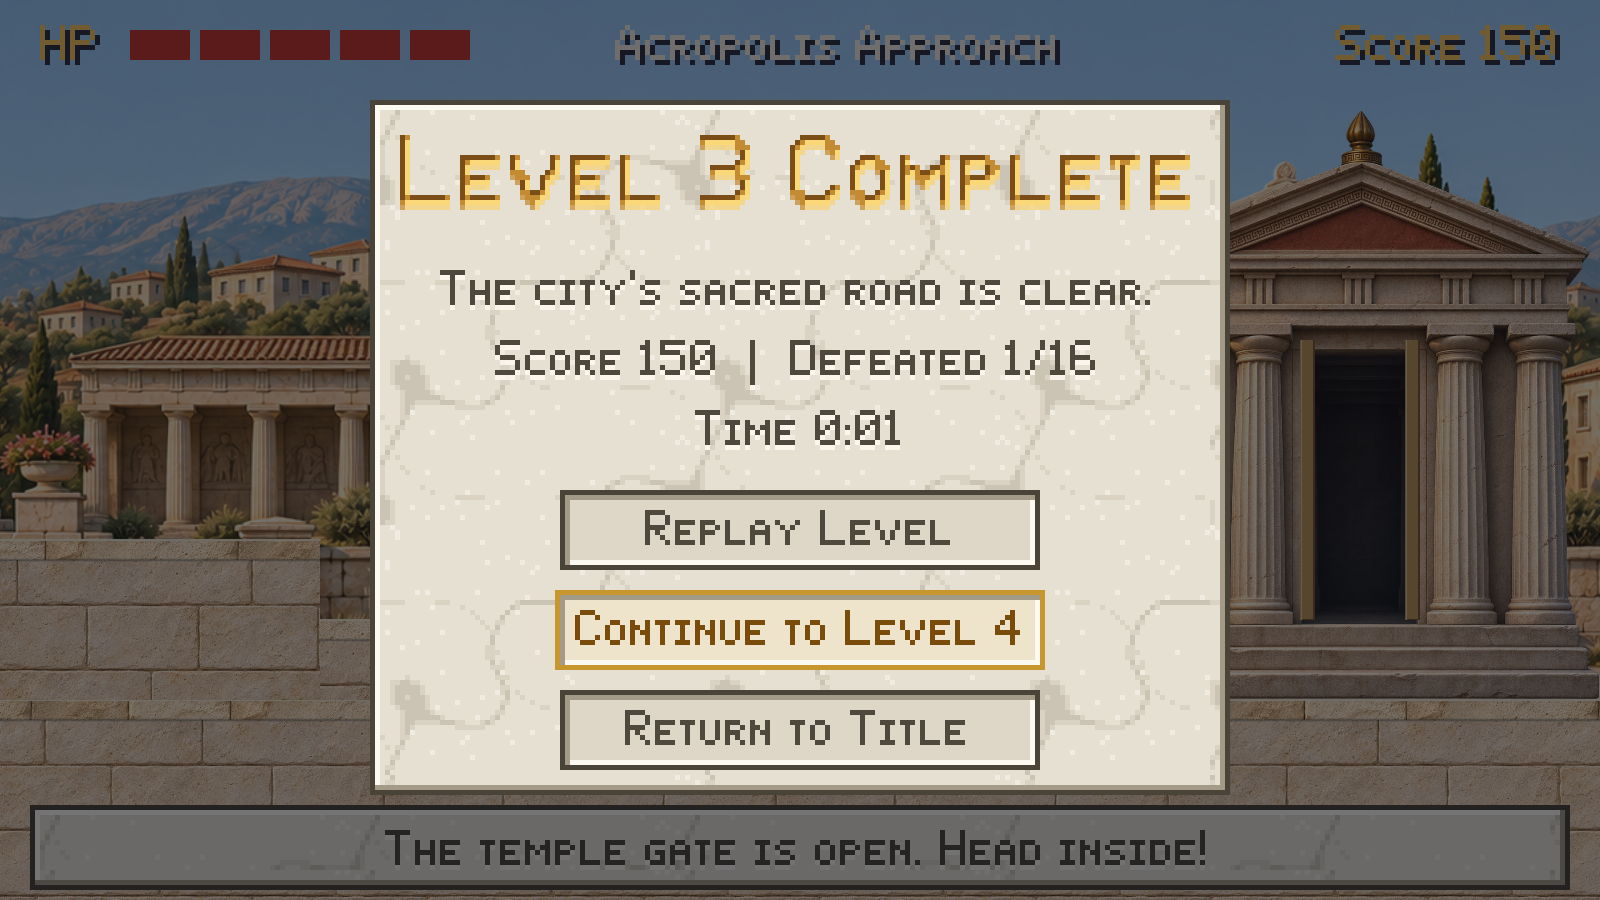 HP
Acropolis Approach
Score 150
Level 3 Complete
The city's sacred road is clear.
Score 150 | Defeated 1/16
Time 0:01
Replay Level
Continue to Level 4
Return to Title
The temple gate is open. Head inside!